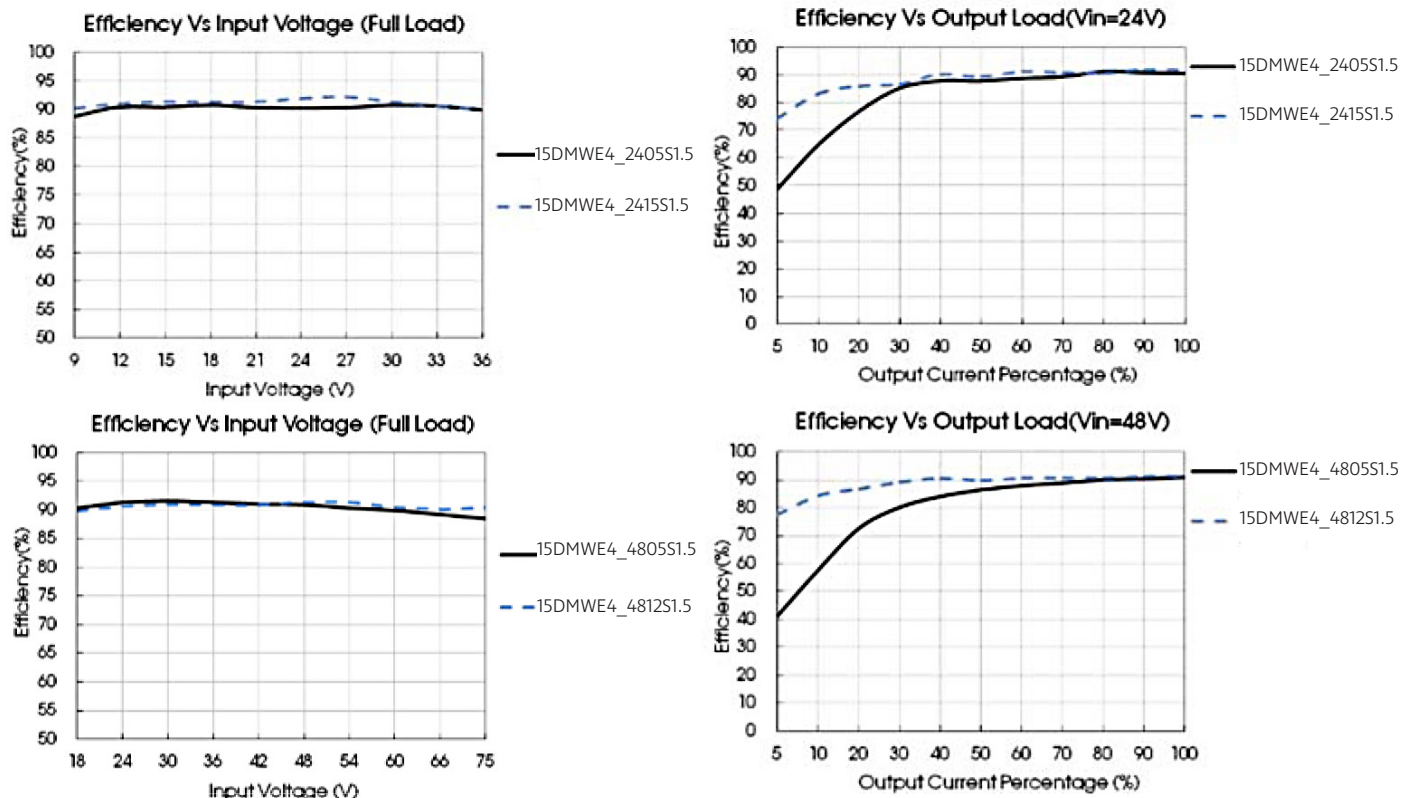 Efficiency Vs Input Voltage (Full Load)
100
95
90
85
80
75
70
65
60
55
50
Efficiency(%)
9 12 15 18 21 24 27 30 33 36
Input Voltage (V)
15DMWE4_2405S1.5
15DMWE4_2415S1.5
Efficiency Vs Output Load(Vin=24V)
100
90
80
70
60
50
40
30
20
10
0
Efficiency(%)
5 10 20 30 40 50 60 70 80 90 100
Output Current Percentage (%)
15DMWE4_2405S1.5
15DMWE4_2415S1.5
Efficiency Vs Input Voltage (Full Load)
100
95
90
85
80
75
70
65
60
55
50
Efficiency(%)
18 24 30 36 42 48 54 60 66 75
Input Voltage (V)
15DMWE4_4805S1.5
15DMWE4_4812S1.5
Efficiency Vs Output Load(Vin=48V)
100
90
80
70
60
50
40
30
20
10
0
Efficiency(%)
5 10 20 30 40 50 60 70 80 90 100
Output Current Percentage (%)
15DMWE4_4805S1.5
15DMWE4_4812S1.5